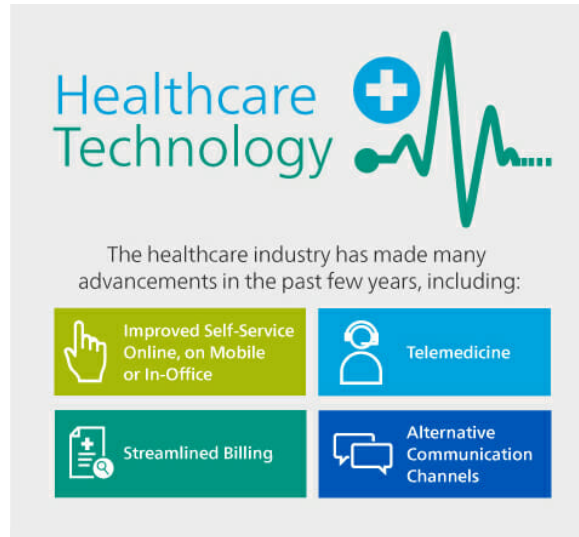 Healthcare
Technology
The healthcare industry has made many
advancements in the past few years, including:
Improved Self-Service
Online, on Mobile
or In-Office
Telemedicine
Streamlined Billing
Alternative
Communication
Channels